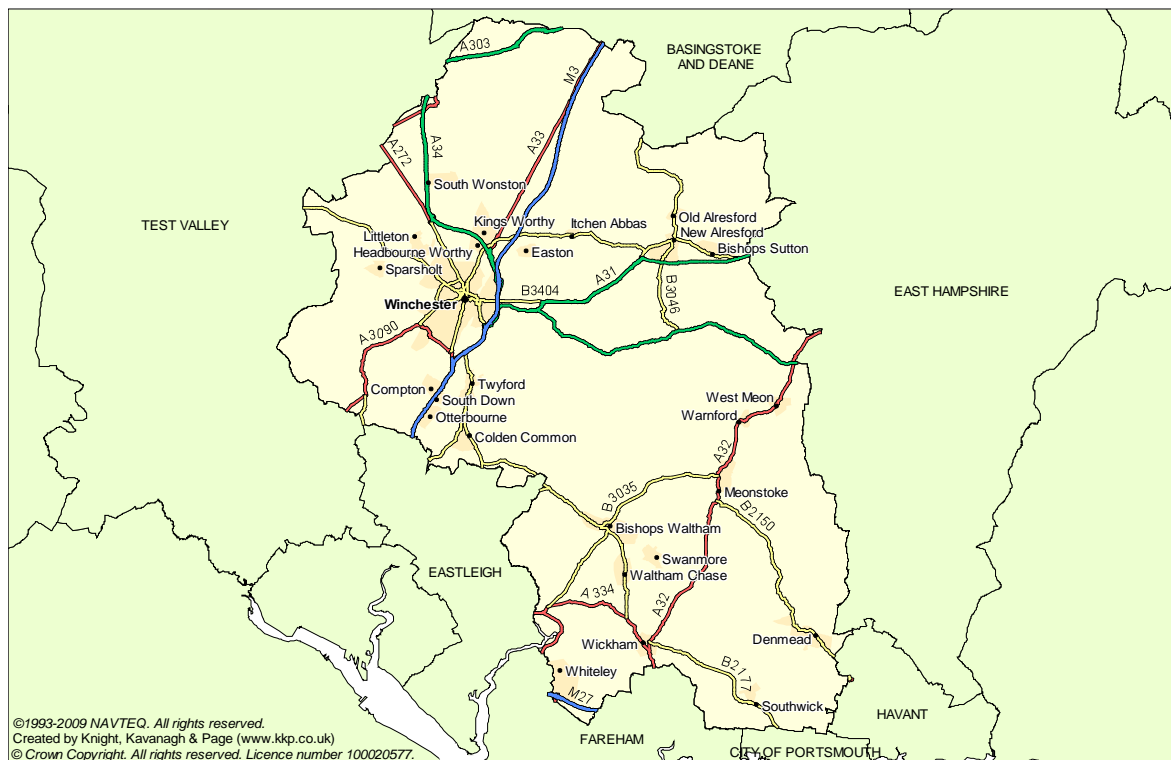 A303
BASINGSTOKE
AND DEANE
M3
A33
A34
A272
South Wonston
TEST VALLEY
Old Alresford
Kings Worthy
Itchen Abbas
New Alresford
Littleton
Headbourne Worthy
Easton
Bishops Sutton
Sparsholt
A31
B3046
B3404
EAST HAMPSHIRE
Winchester
A3090
Compton
Twyford
South Down
West Meon
Otterbourne
Warnford
Colden Common
A32
Meonstoke
B3035
B2150
Bishops Waltham
Swanmore
EASTLEIGH
Waltham Chase
A334
A32
Wickham
Denmead
Whiteley
B2177
M27
Southwick
HAVANT
FAREHAM
CITY OF PORTSMOUTH
©1993-2009 NAVTEQ. All rights reserved.
Created by Knight, Kavanagh & Page (www.kkp.co.uk)
© Crown Copyright. All rights reserved. Licence number 100020577.